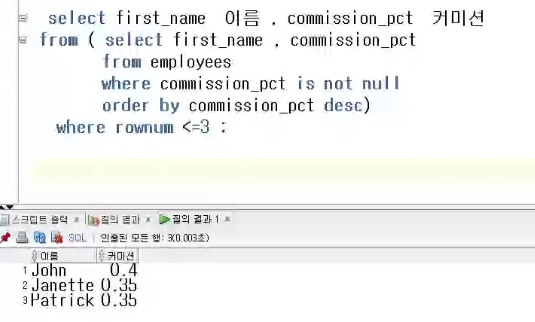 select first_name 이름 , commission_pct 커미션
from ( select first_name , commission_pct
from employees
where commission_pct is not null
order by commission_pct desc)
where rownum <=3 ;
스크립트 출력 × 질의 결과 × 질의 결과 1 ×
SQL | 인출된 모든 행: 3(0.003초)
이름 커미션
1 John 0.4
2 Janette 0.35
3 Patrick 0.35